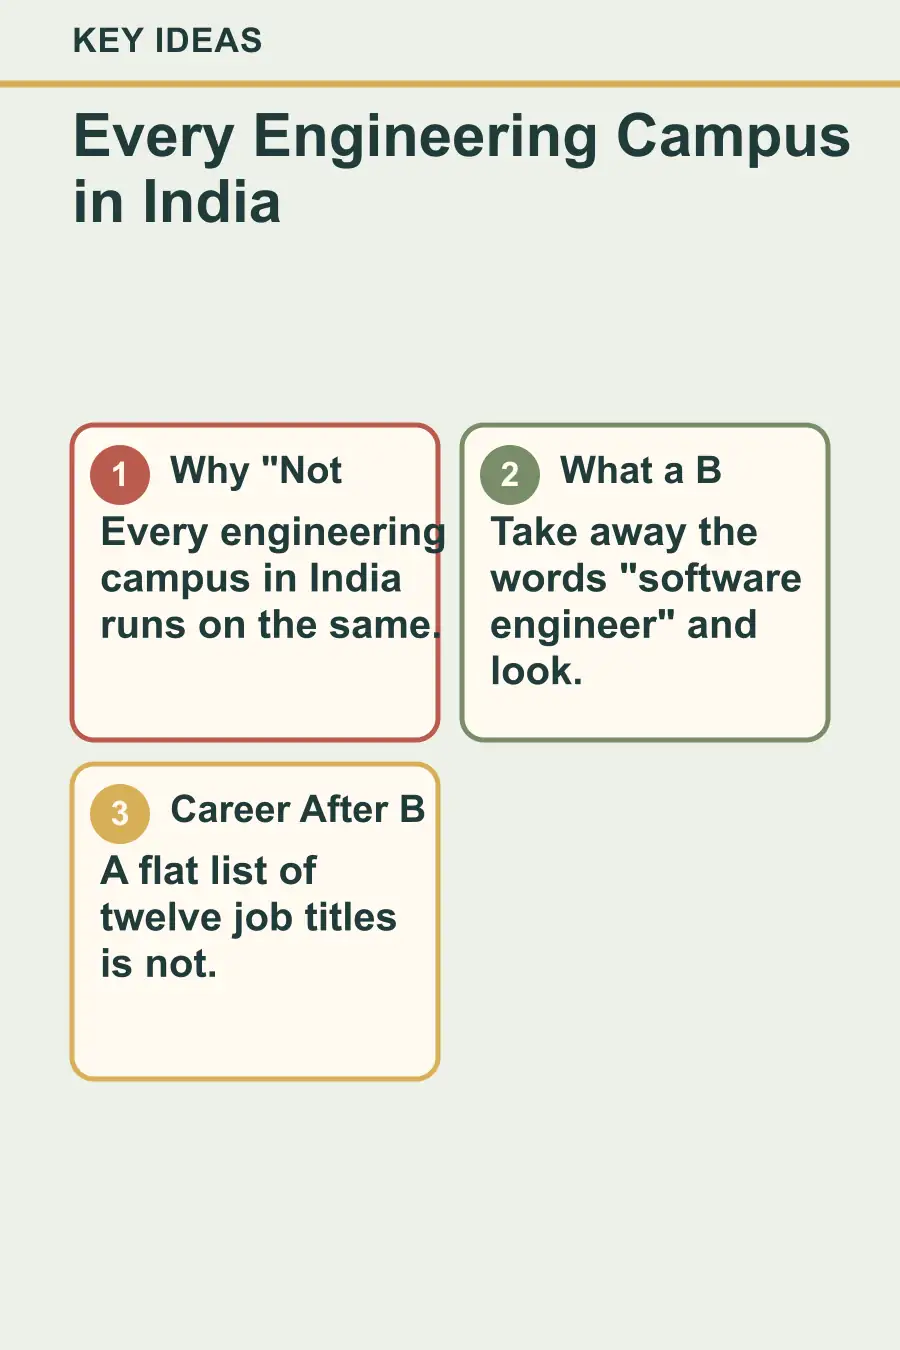 KEY IDEAS
Every Engineering Campus
in India
1 Why "Not
Every engineering
campus in India
runs on the same.
2 What a B
Take away the
words "software
engineer" and
look.
3 Career After B
A flat list of
twelve job titles
is not.